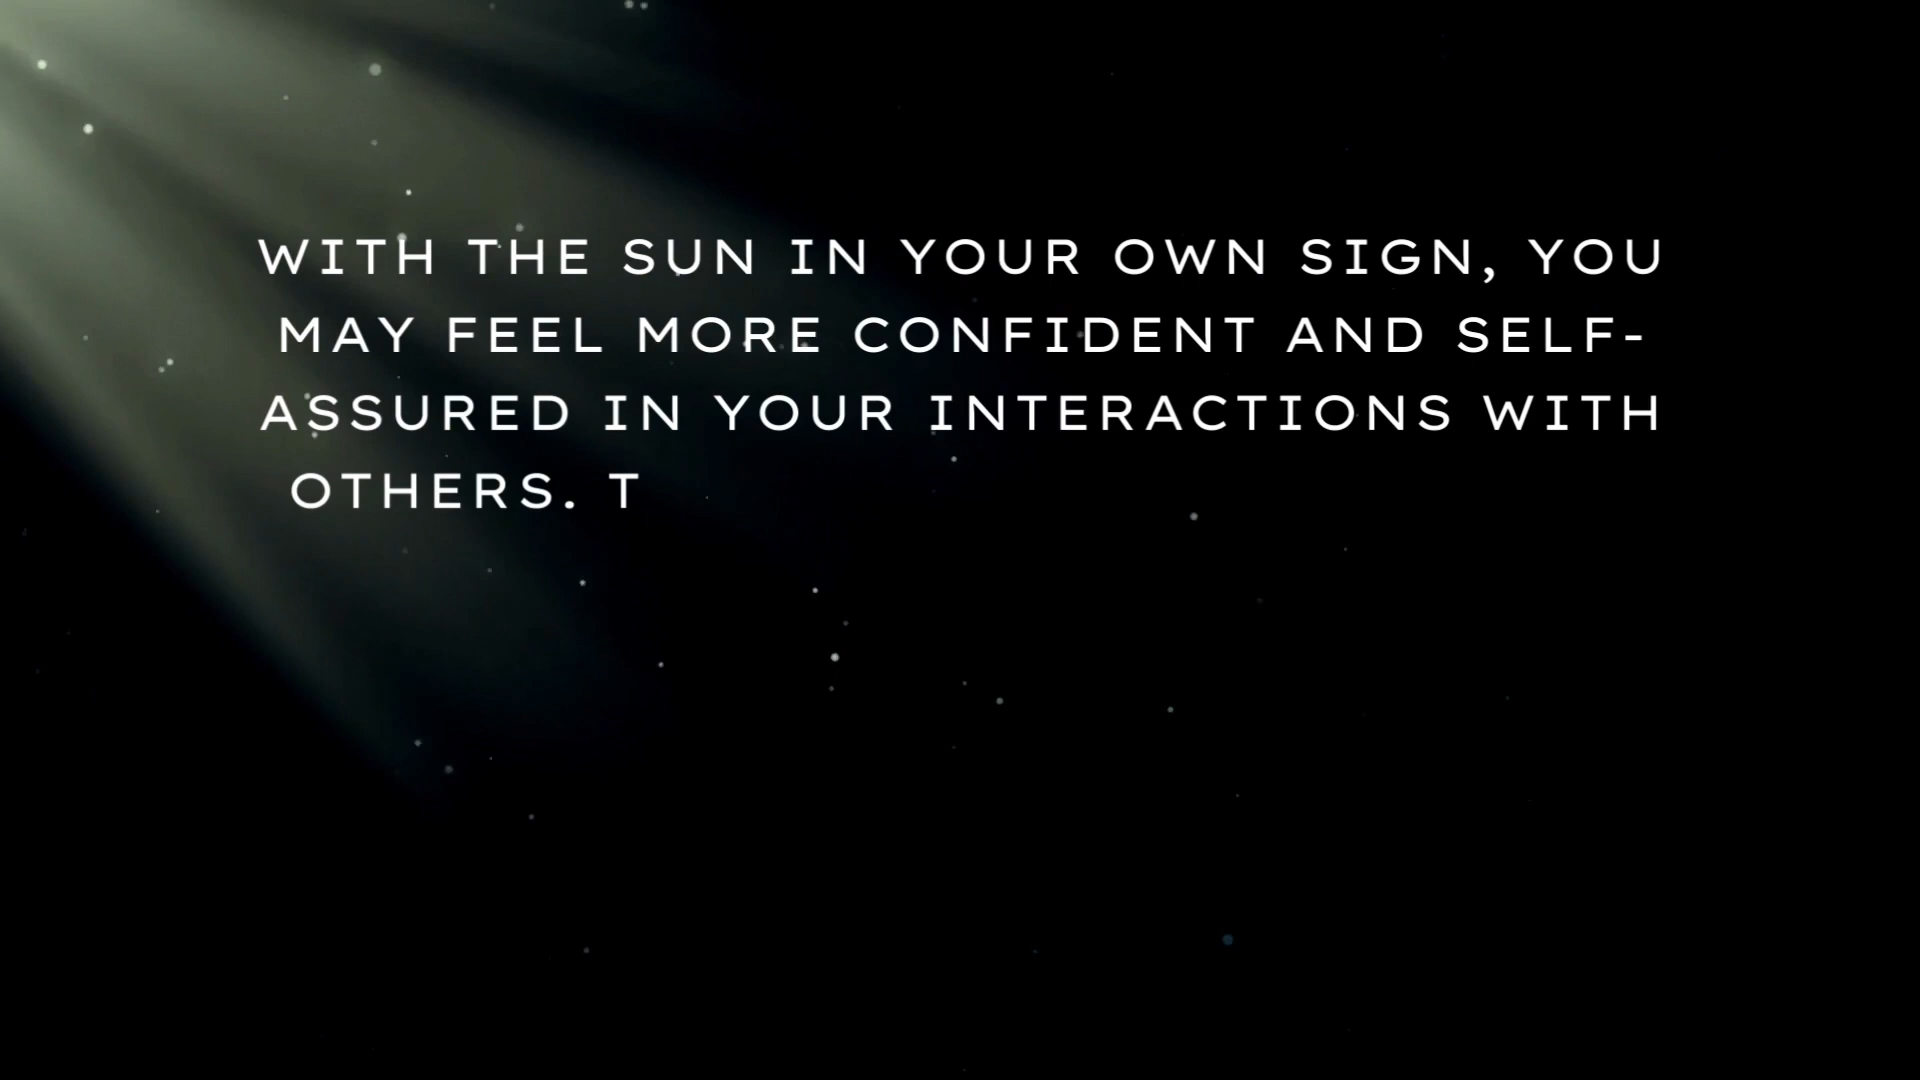 WITH THE SUN IN YOUR OWN SIGN, YOU
MAY FEEL MORE CONFIDENT AND SELF-
ASSURED IN YOUR INTERACTIONS WITH
OTHERS. T